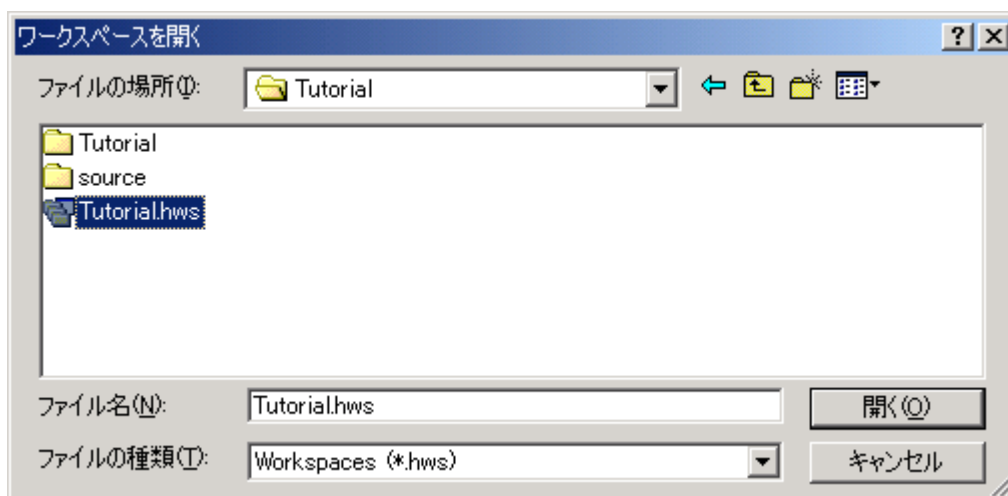 ワークスペースを開く
ファイルの場所(I):
Tutorial
Tutorial
source
Tutorial.hws
ファイル名(N):
Tutorial.hws
開く(O)
ファイルの種類(T):
Workspaces (*.hws)
キャンセル